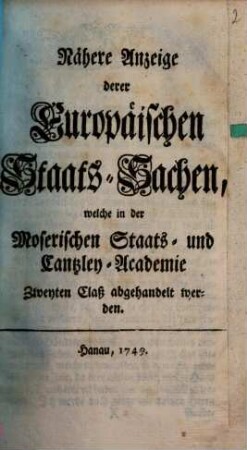 2
Nähere Anzeige
derer
Europäischen
Staats-Sachen,
welche in der
Moserischen Staats- und
Cantzley-Academie
Zweyten Claß abgehandelt wer-
den.
Hanau, 1749.